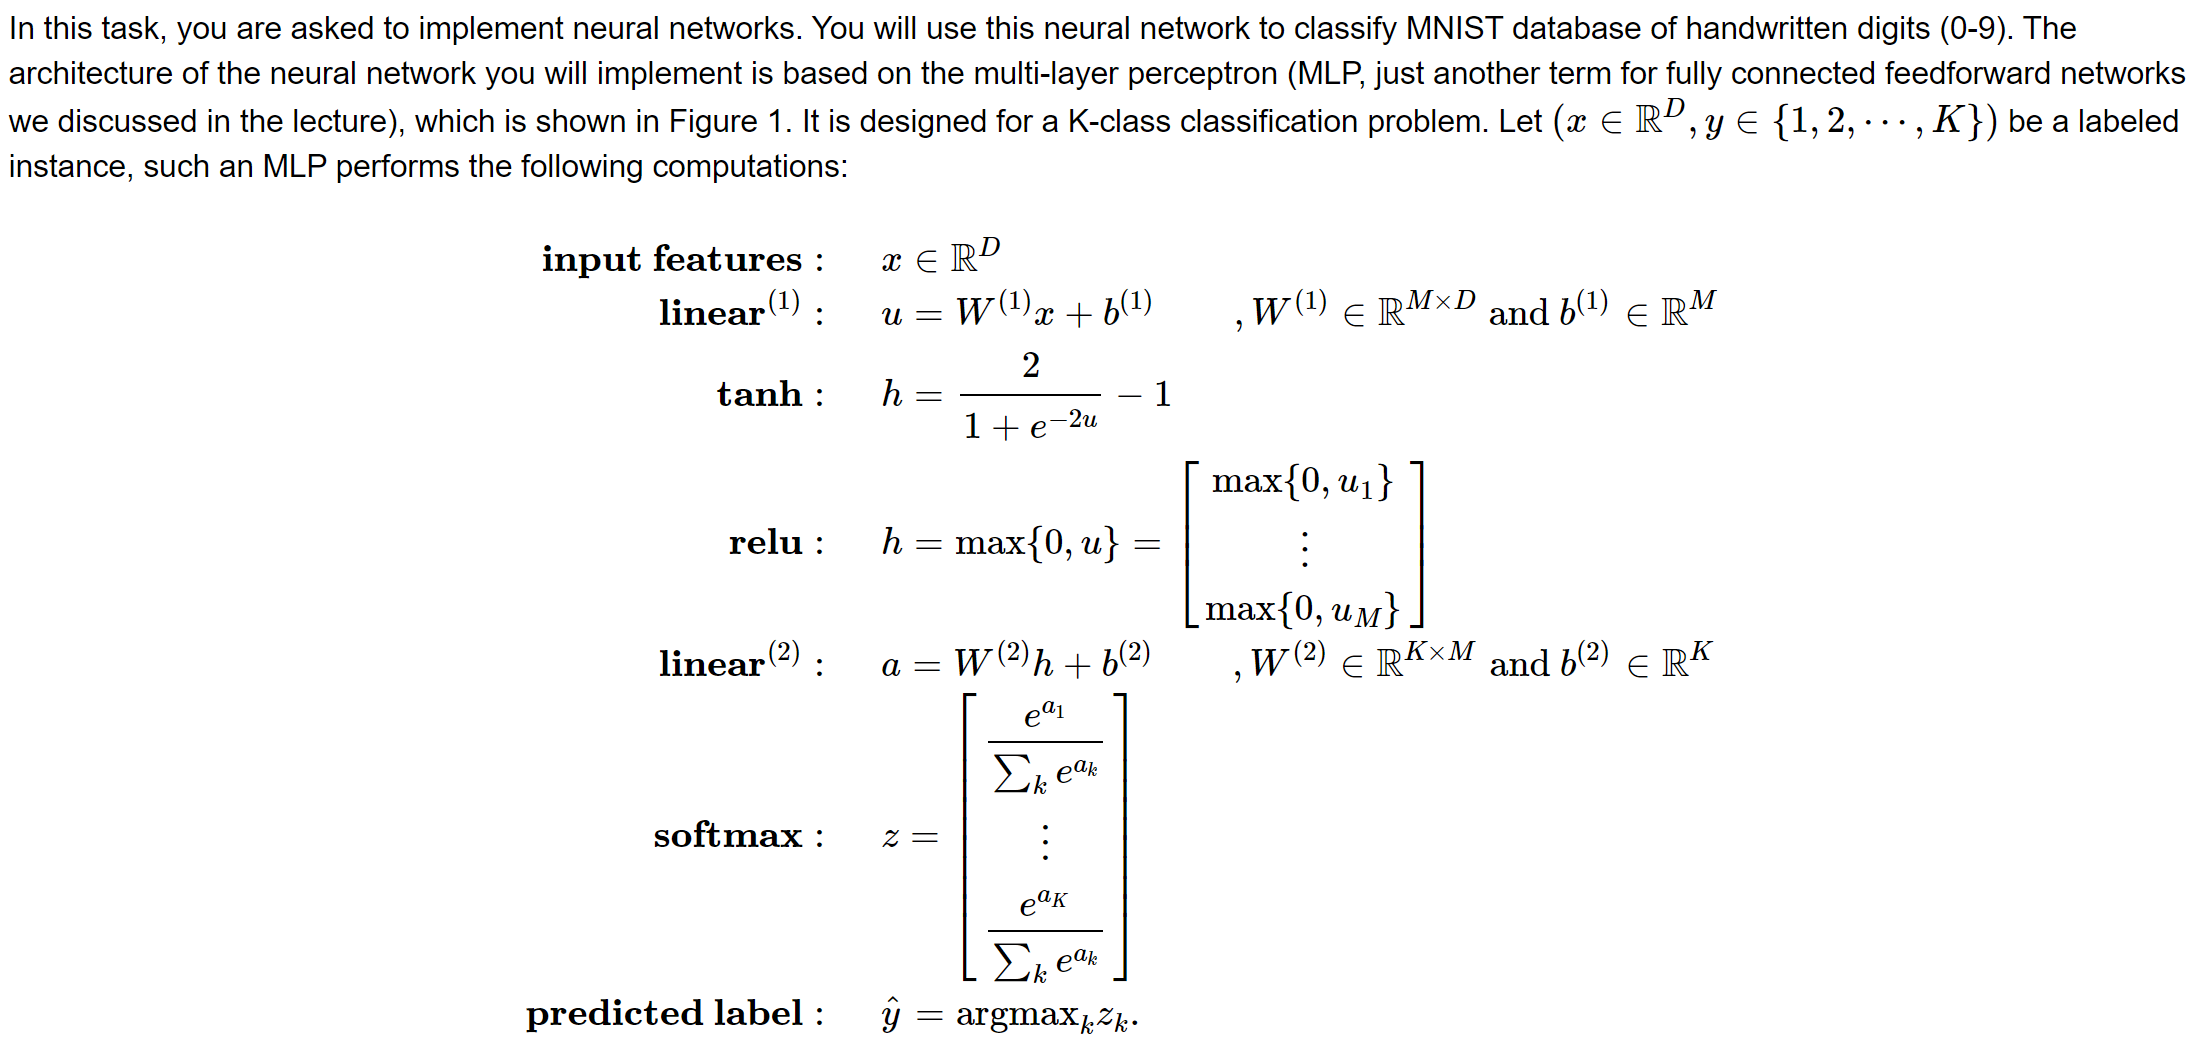 In this task, you are asked to implement neural networks. You will use this neural network to classify MNIST database of handwritten digits (0-9). The
architecture of the neural network you will implement is based on the multi-layer perceptron (MLP, just another term for fully connected feedforward networks
we discussed in the lecture), which is shown in Figure 1. It is designed for a K-class classification problem. Let $(x \in \mathbb{R}^D, y \in \{1, 2, \cdots, K\})$ be a labeled
instance, such an MLP performs the following computations:
input features : $x \in \mathbb{R}^D$
linear$^{(1)}$ : $u = W^{(1)}x + b^{(1)}$ , $W^{(1)} \in \mathbb{R}^{M \times D}$ and $b^{(1)} \in \mathbb{R}^M$
tanh : $h = \frac{2}{1 + e^{-2u}} - 1$
relu : $h = \max\{0, u\} = \begin{bmatrix} \max\{0, u_1\} \\ \vdots \\ \max\{0, u_M\} \end{bmatrix}$
linear$^{(2)}$ : $a = W^{(2)}h + b^{(2)}$ , $W^{(2)} \in \mathbb{R}^{K \times M}$ and $b^{(2)} \in \mathbb{R}^K$
softmax : $z = \begin{bmatrix} \frac{e^{a_1}}{\sum_k e^{a_k}} \\ \vdots \\ \frac{e^{a_K}}{\sum_k e^{a_k}} \end{bmatrix}$
predicted label : $\hat{y} = \text{argmax}_k z_k.$